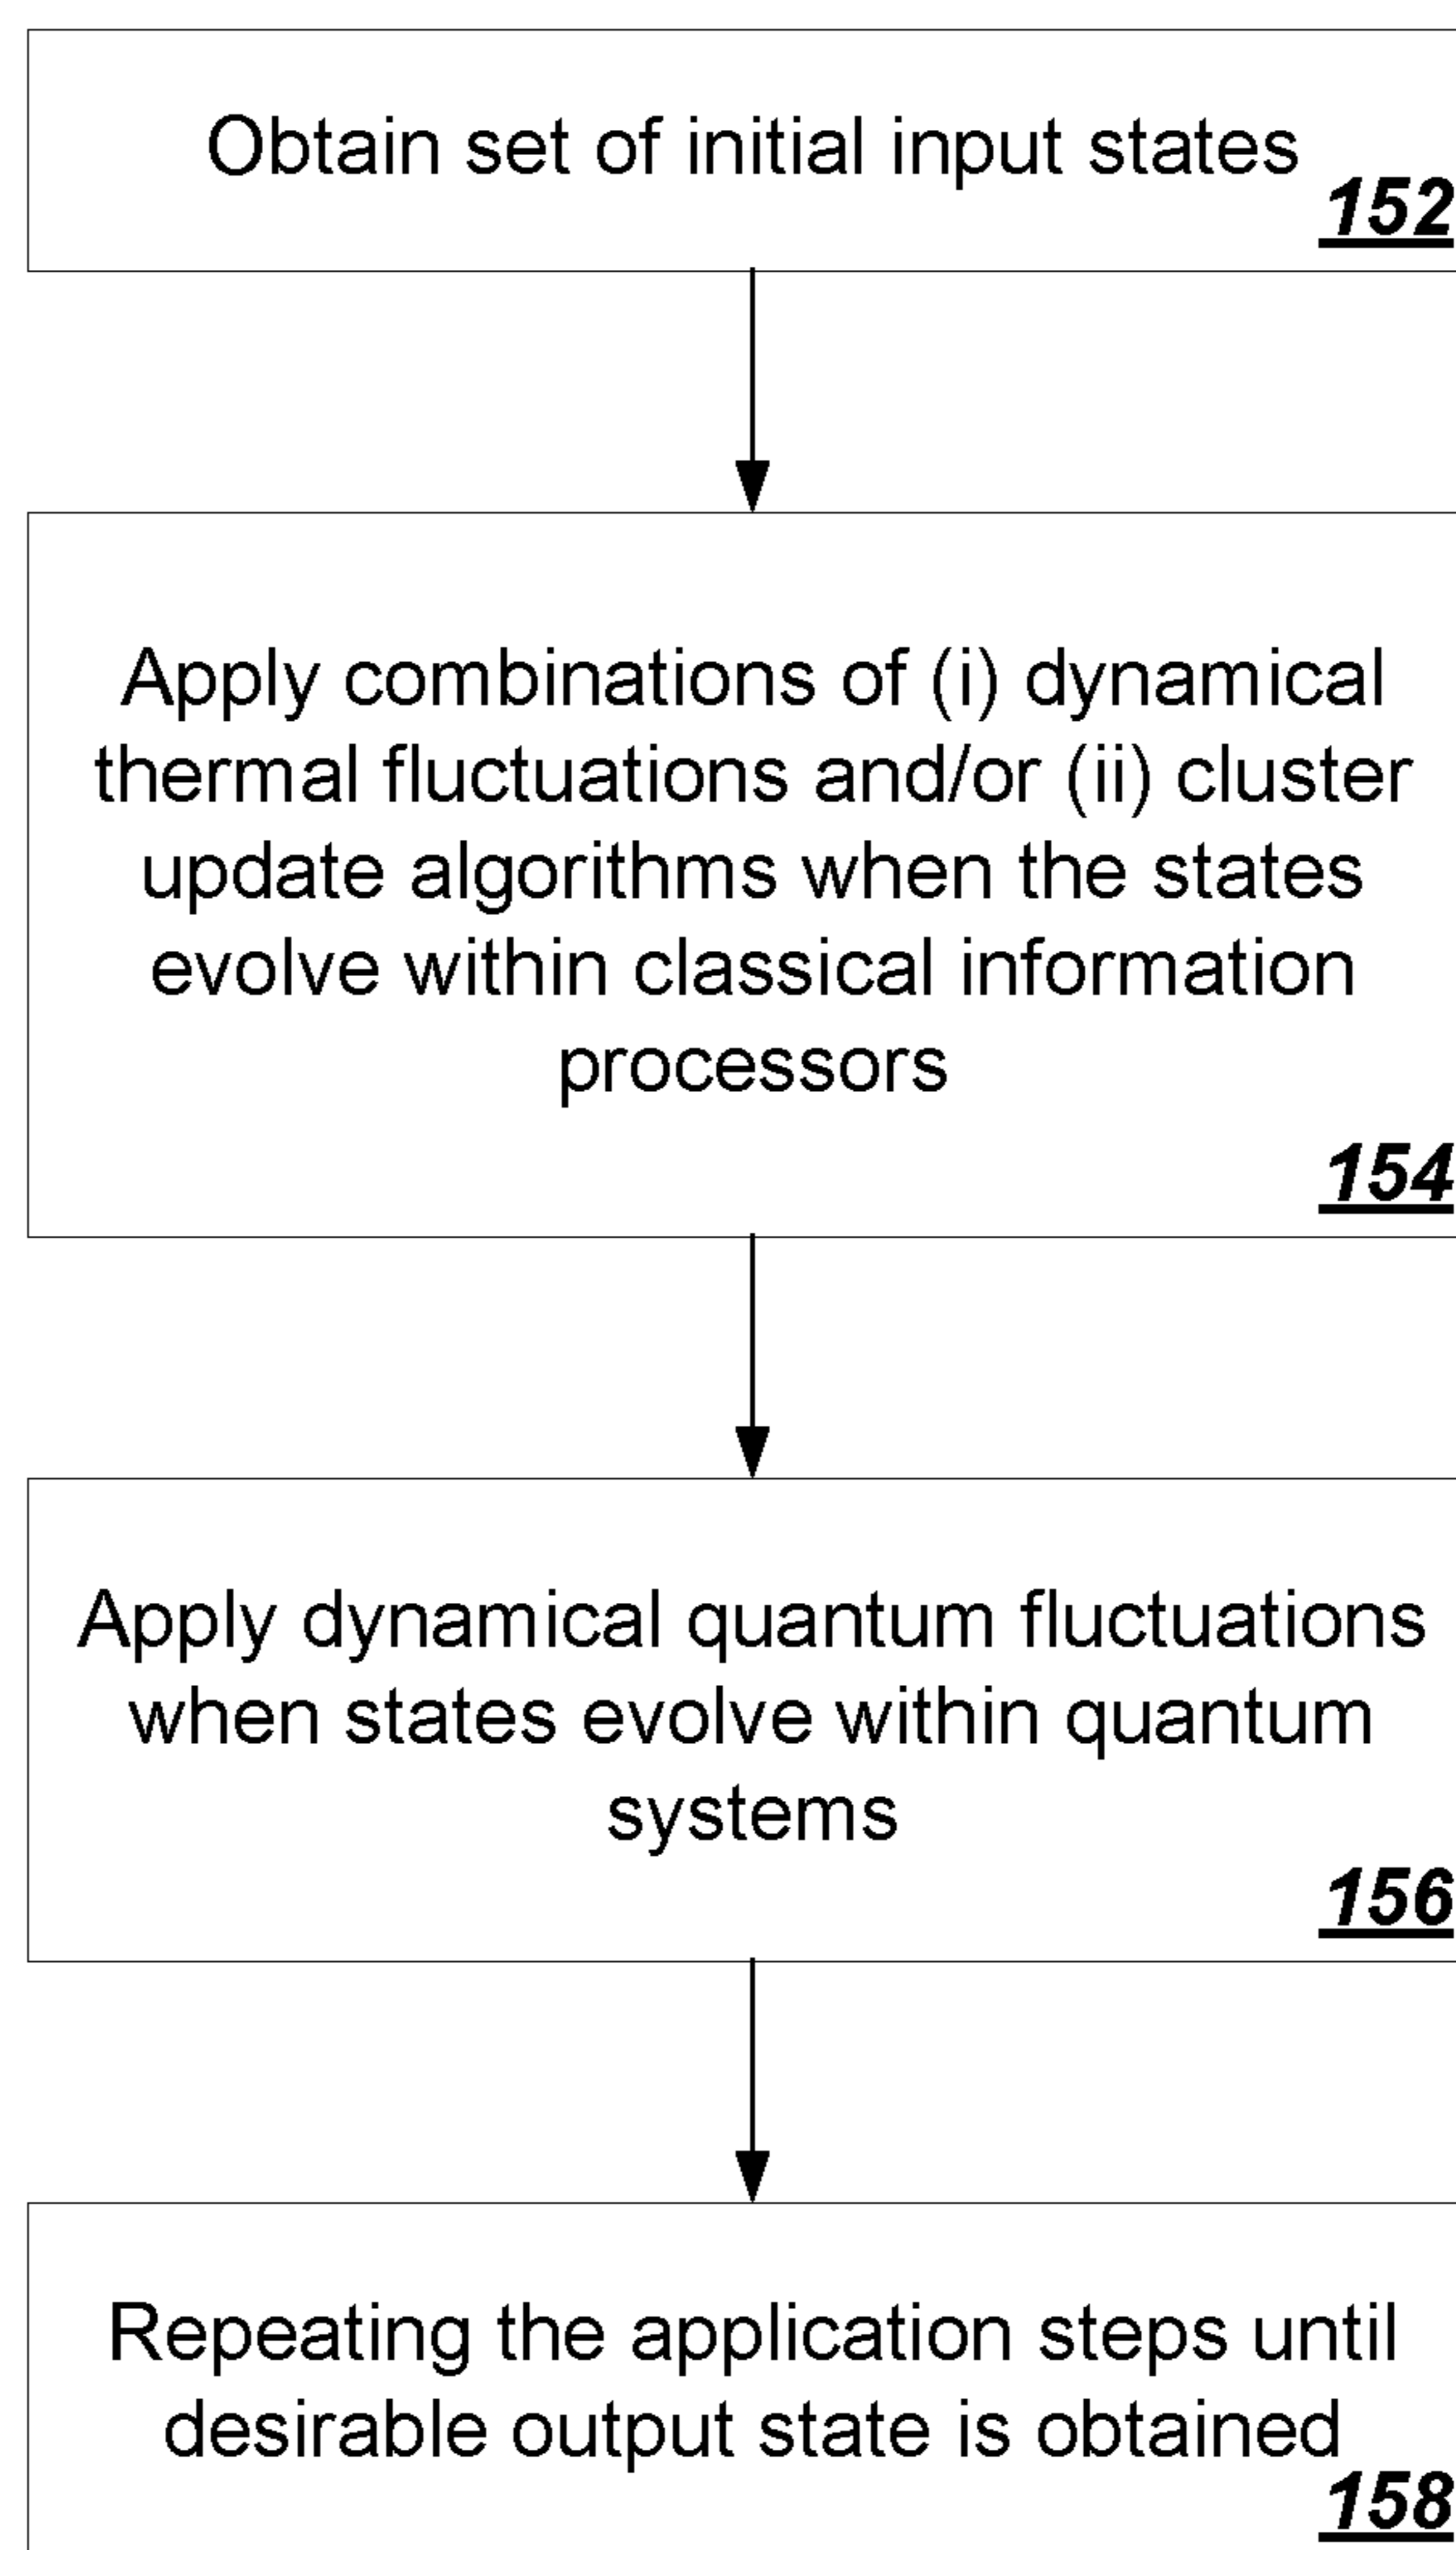 Obtain set of initial input states
152
Apply combinations of (i) dynamical
thermal fluctuations and/or (ii) cluster
update algorithms when the states
evolve within classical information
processors
154
Apply dynamical quantum fluctuations
when states evolve within quantum
systems
156
Repeating the application steps until
desirable output state is obtained
158